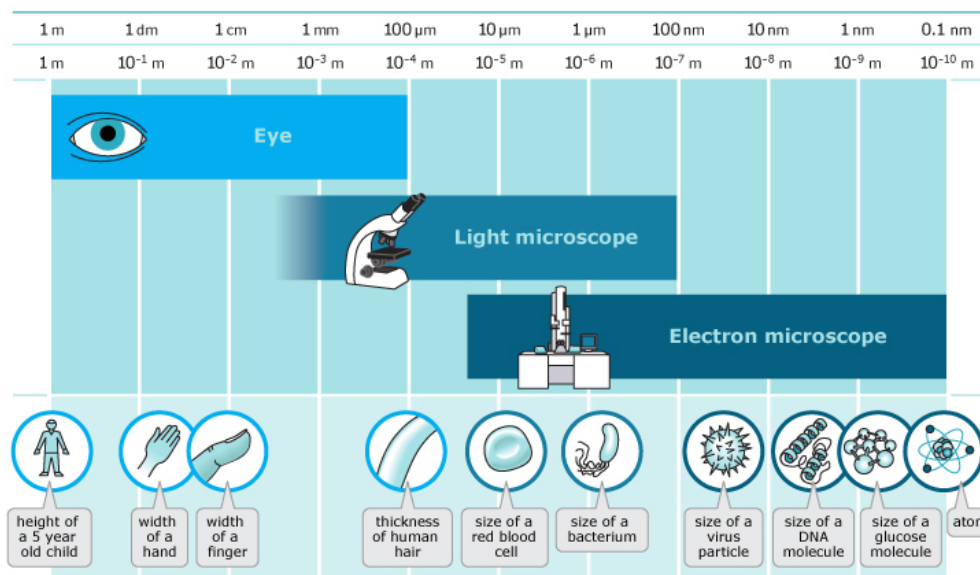 1 m 1 dm 1 cm 1 mm 100 µm 10 µm 1 µm 100 nm 10 nm 1 nm 0.1 nm
1 m 10⁻¹ m 10⁻² m 10⁻³ m 10⁻⁴ m 10⁻⁵ m 10⁻⁶ m 10⁻⁷ m 10⁻⁸ m 10⁻⁹ m 10⁻¹⁰ m
Eye
Light microscope
Electron microscope
height of
a 5 year
old child
width
of a
hand
width
of a
finger
thickness
of human
hair
size of a
red blood
cell
size of a
bacterium
size of a
virus
particle
size of a
DNA
molecule
size of a
glucose
molecule
atom